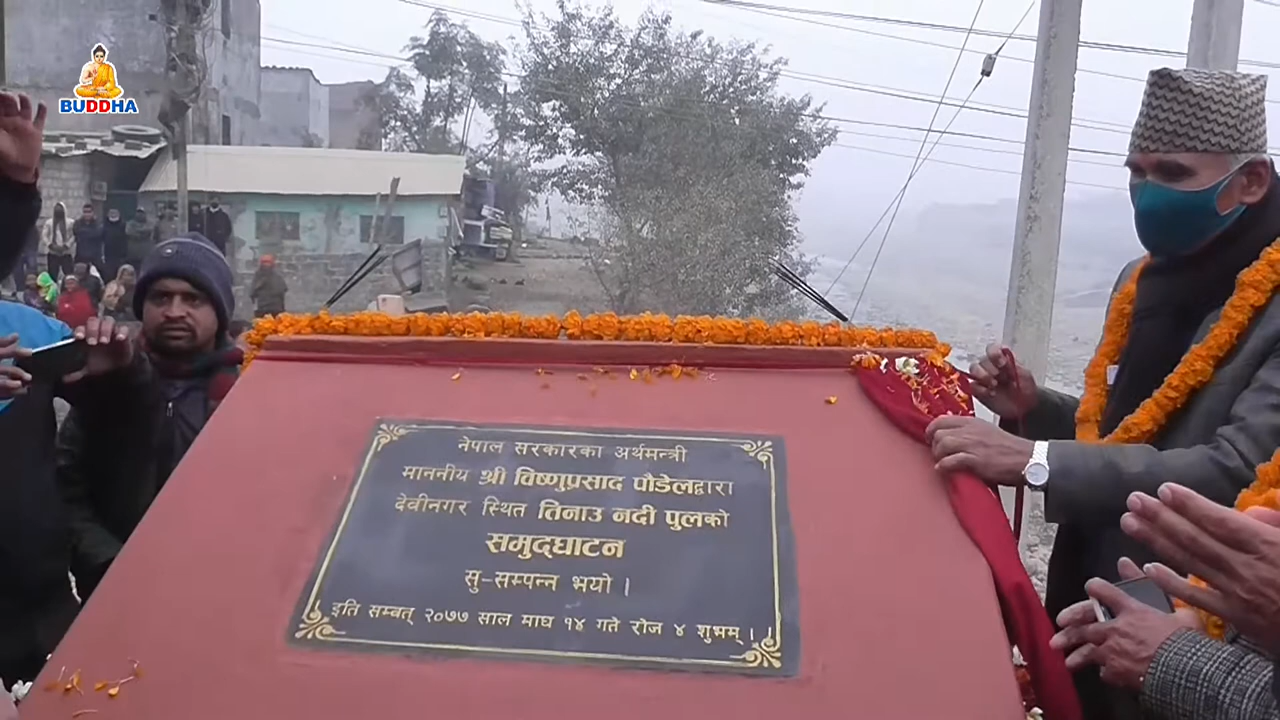 BUDDHA
नेपाल सरकारका अर्थमन्त्री
माननीय श्री विष्णुप्रसाद पौडेलद्वारा
देवीनगर स्थित तिनाउ नदी पुलको
समुद्घाटन
सु-सम्पन्न भयो ।
इति सम्बत् २०७७ साल माघ १४ गते रोज ४ शुभम् ।।